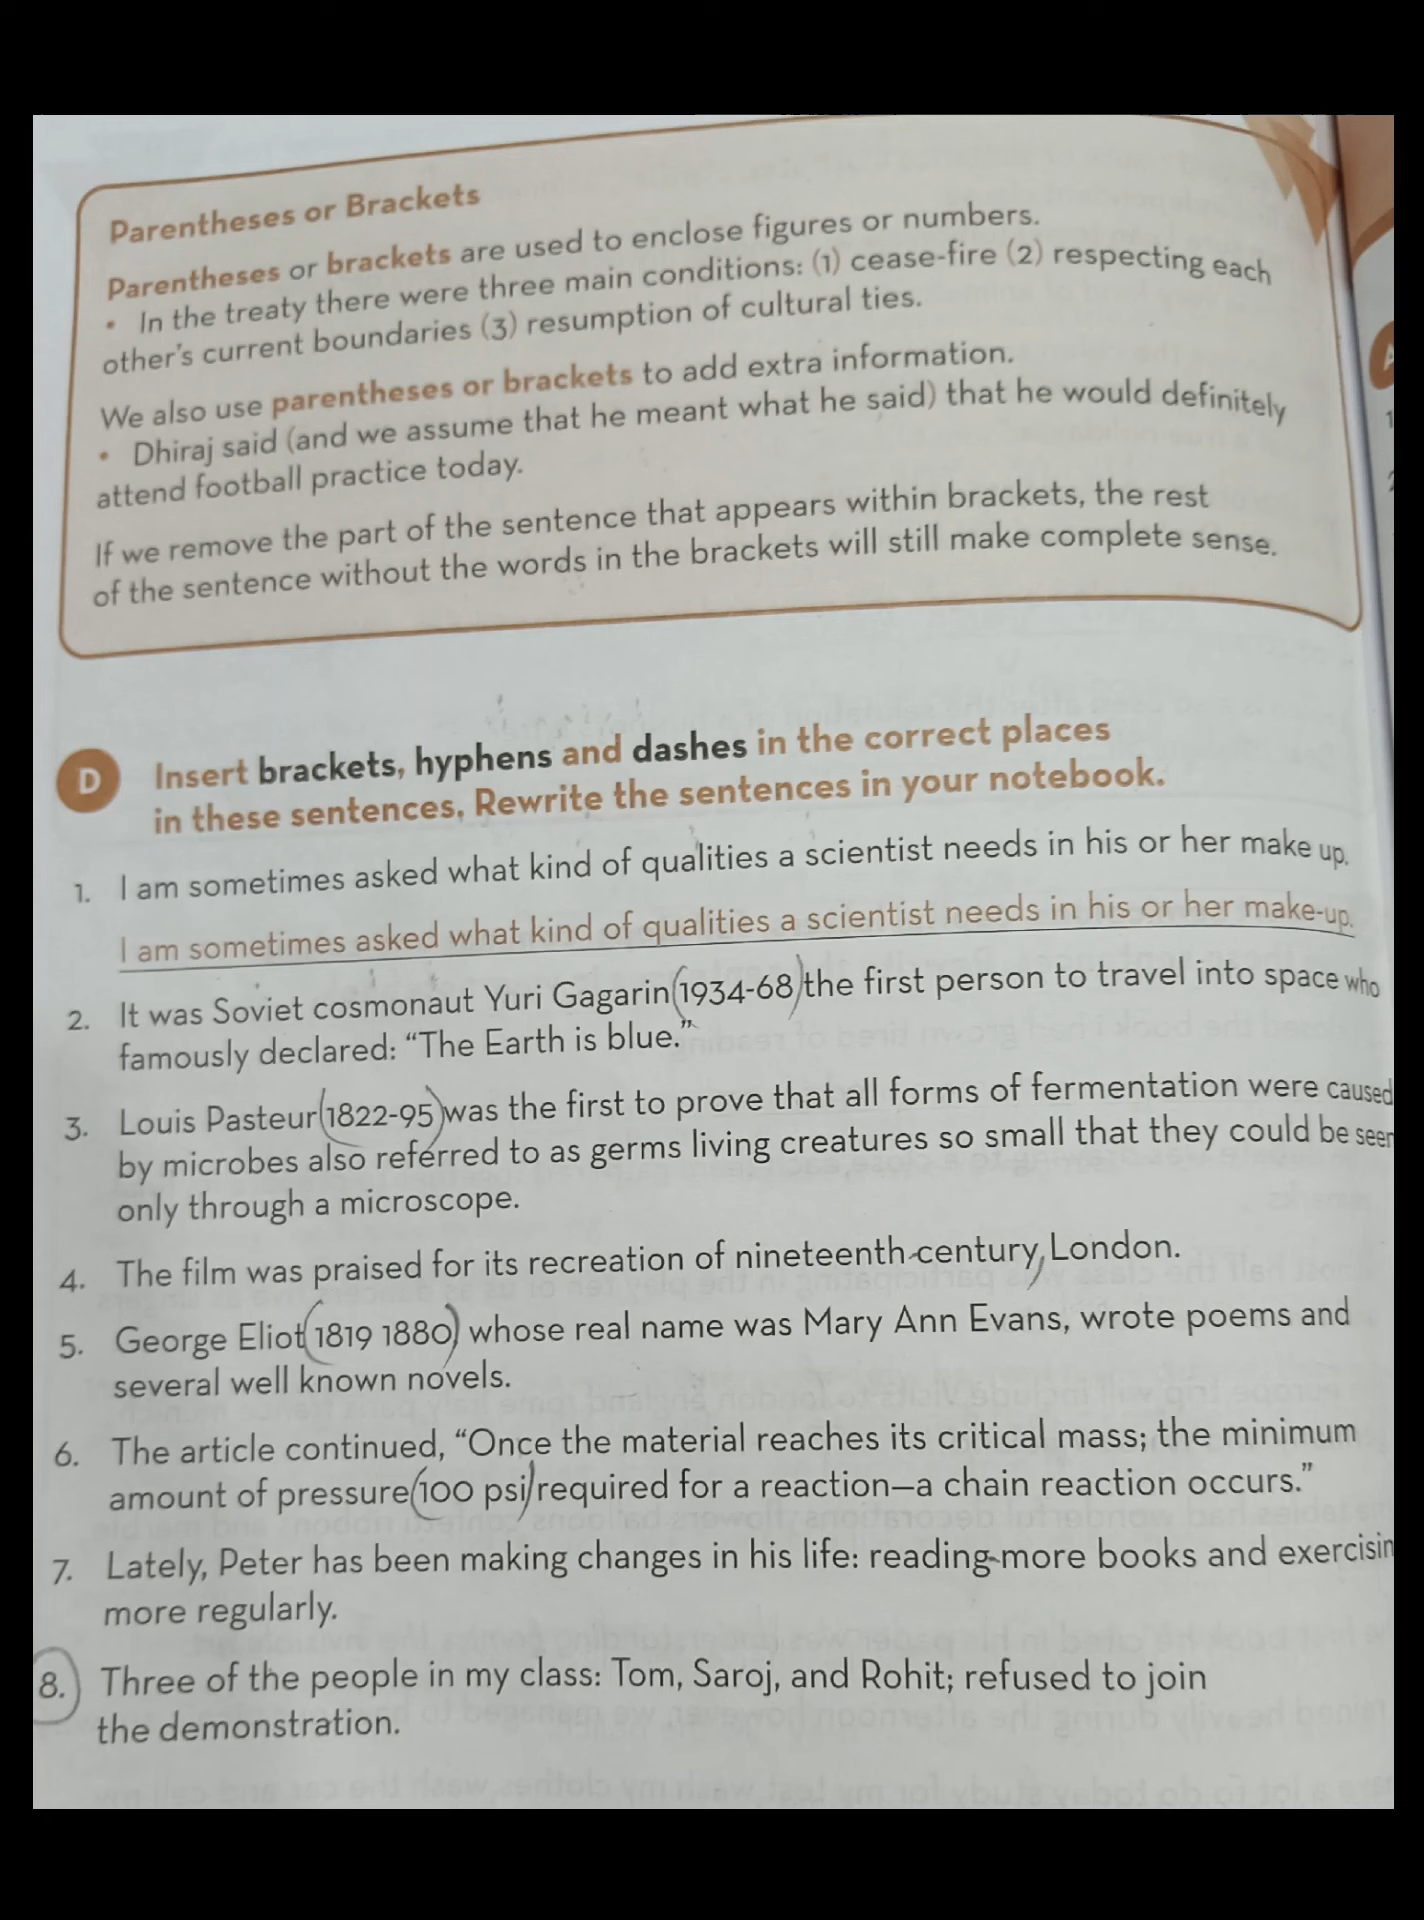 Parentheses or Brackets
Parentheses or brackets are used to enclose figures or numbers.
• In the treaty there were three main conditions: (1) cease-fire (2) respecting each
other's current boundaries (3) resumption of cultural ties.
We also use parentheses or brackets to add extra information.
• Dhiraj said (and we assume that he meant what he said) that he would definitely
attend football practice today.
If we remove the part of the sentence that appears within brackets, the rest
of the sentence without the words in the brackets will still make complete sense.
D Insert brackets, hyphens and dashes in the correct places
in these sentences. Rewrite the sentences in your notebook.
1. I am sometimes asked what kind of qualities a scientist needs in his or her make up.
I am sometimes asked what kind of qualities a scientist needs in his or her make-up.
2. It was Soviet cosmonaut Yuri Gagarin (1934-68) the first person to travel into space who
famously declared: “The Earth is blue.”
3. Louis Pasteur (1822-95) was the first to prove that all forms of fermentation were caused
by microbes also referred to as germs living creatures so small that they could be seen
only through a microscope.
4. The film was praised for its recreation of nineteenth-century, London.
5. George Eliot (1819 1880) whose real name was Mary Ann Evans, wrote poems and
several well known novels.
6. The article continued, “Once the material reaches its critical mass; the minimum
amount of pressure (100 psi) required for a reaction—a chain reaction occurs.”
7. Lately, Peter has been making changes in his life: reading-more books and exercisin
more regularly.
8. Three of the people in my class: Tom, Saroj, and Rohit; refused to join
the demonstration.